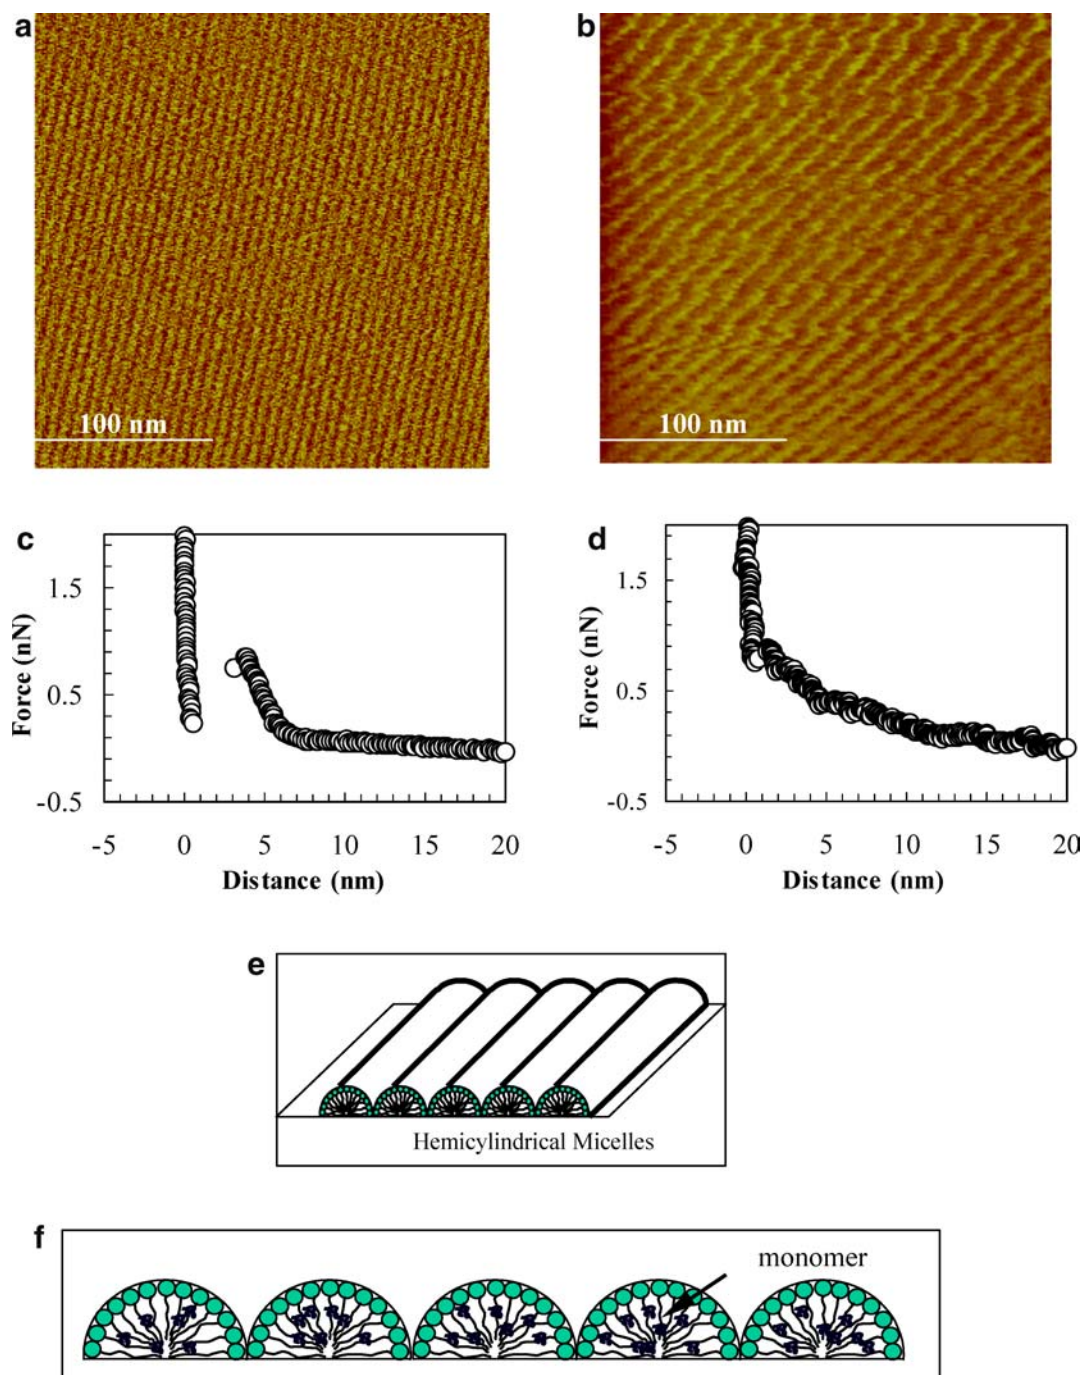 a
b
100 nm
100 nm
c
d
1.5
0.5
-0.5
-5 0 5 10 15 20
Force (nN)
Distance (nm)
1.5
0.5
-0.5
-5 0 5 10 15 20
Force (nN)
Distance (nm)
e
Hemicylindrical Micelles
f
monomer